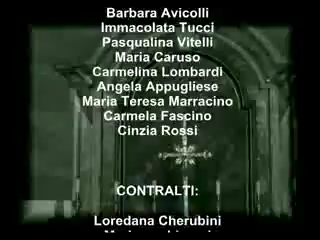 Barbara Avicolli
Immacolata Tucci
Pasqualina Vitelli
Maria Caruso
Carmelina Lombardi
Angela Appugliese
Maria Teresa Marracino
Carmela Fascino
Cinzia Rossi
CONTRALTI:
Loredana Cherubini